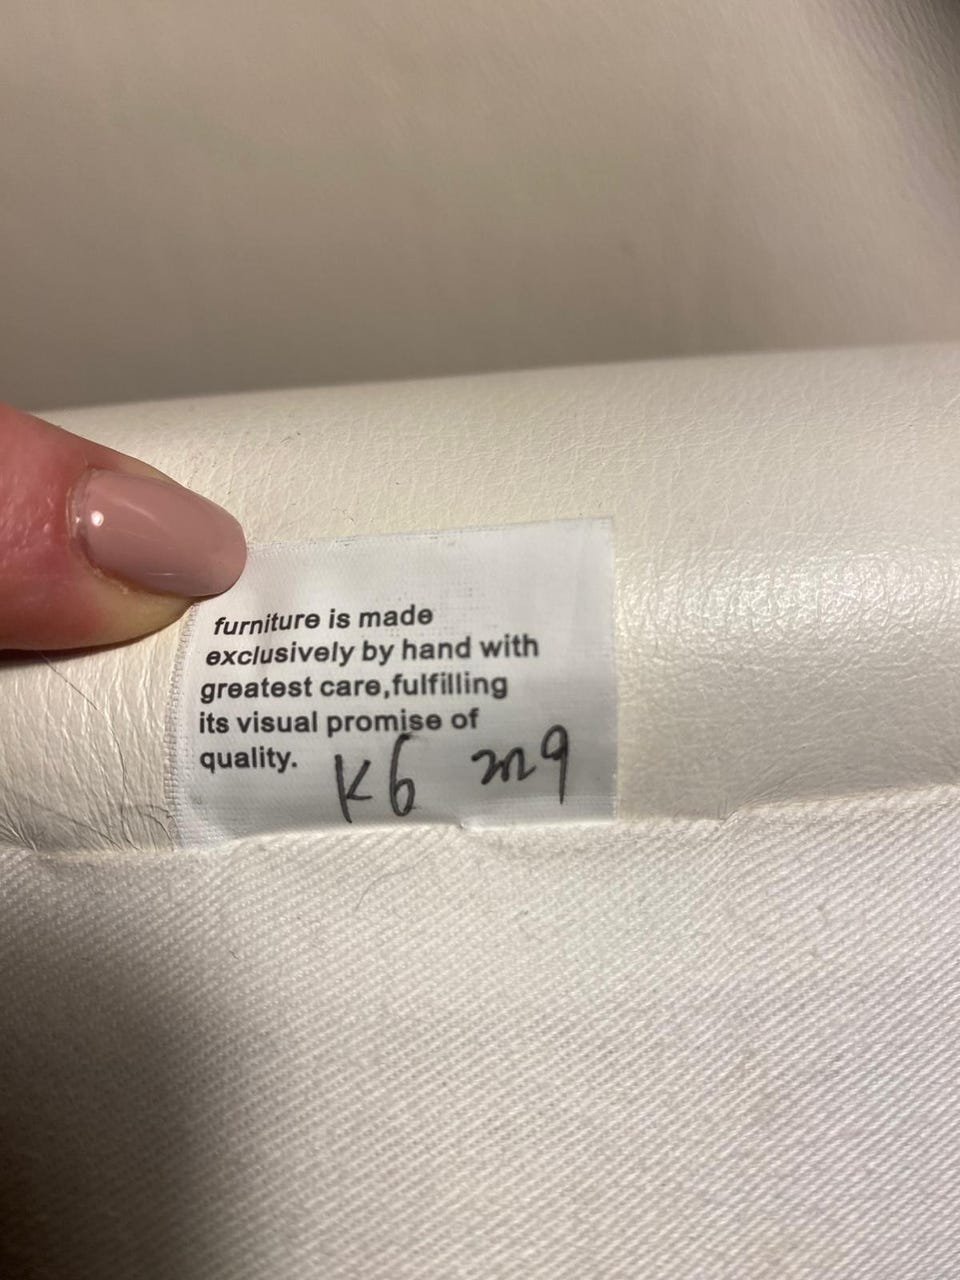 furniture is made
exclusively by hand with
greatest care,fulfilling
its visual promise of
quality.
K6 m9